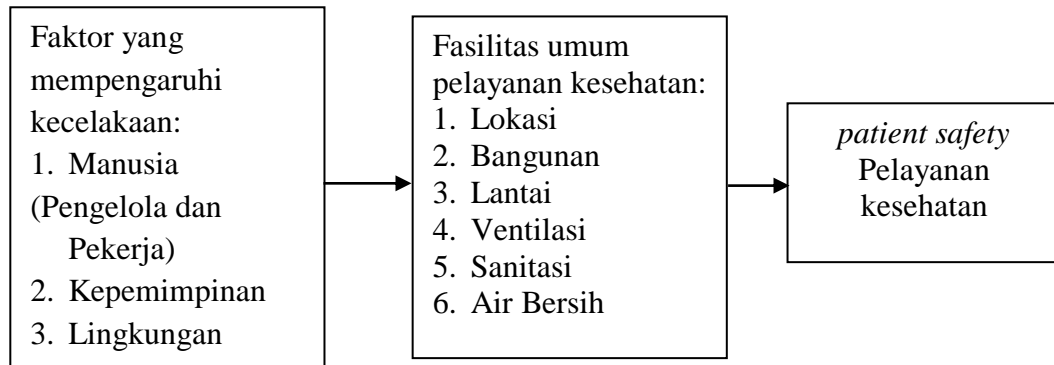 Faktor yang
mempengaruhi
kecelakaan:
1. Manusia
(Pengelola dan
Pekerja)
2. Kepemimpinan
3. Lingkungan
Fasilitas umum
pelayanan kesehatan:
1. Lokasi
2. Bangunan
3. Lantai
4. Ventilasi
5. Sanitasi
6. Air Bersih
patient safety
Pelayanan
kesehatan